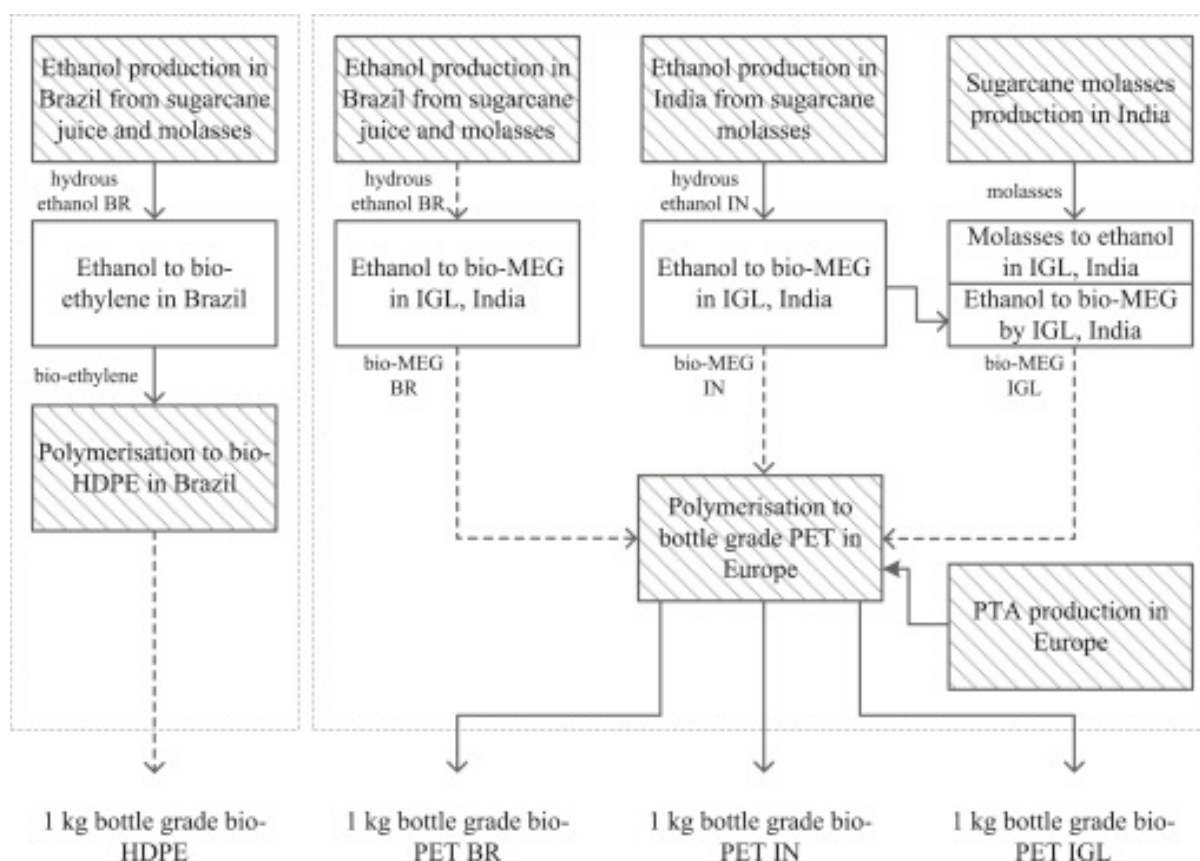 Ethanol production in
Brazil from sugarcane
juice and molasses
Ethanol production in
Brazil from sugarcane
juice and molasses
Ethanol production in
India from sugarcane
molasses
Sugarcane molasses
production in India
hydrous
ethanol BR
hydrous
ethanol BR
hydrous
ethanol IN
molasses
Ethanol to bio-
ethylene in Brazil
Ethanol to bio-MEG
in IGL, India
Ethanol to bio-MEG
in IGL, India
Molasses to ethanol
in IGL, India
Ethanol to bio-MEG
by IGL, India
bio-ethylene
bio-MEG
BR
bio-MEG
IN
bio-MEG
IGL
Polymerisation to bio-
HDPE in Brazil
Polymerisation to
bottle grade PET in
Europe
PTA production in
Europe
1 kg bottle grade bio-
HDPE
1 kg bottle grade bio-
PET BR
1 kg bottle grade bio-
PET IN
1 kg bottle grade bio-
PET IGL